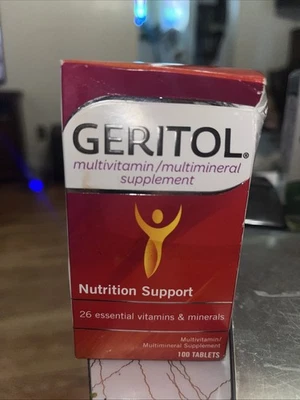 GERITOL®
multivitamin/multimineral
supplement
Nutrition Support
26 essential vitamins & minerals
Multivitamin/
Multimineral Supplement
100 TABLETS